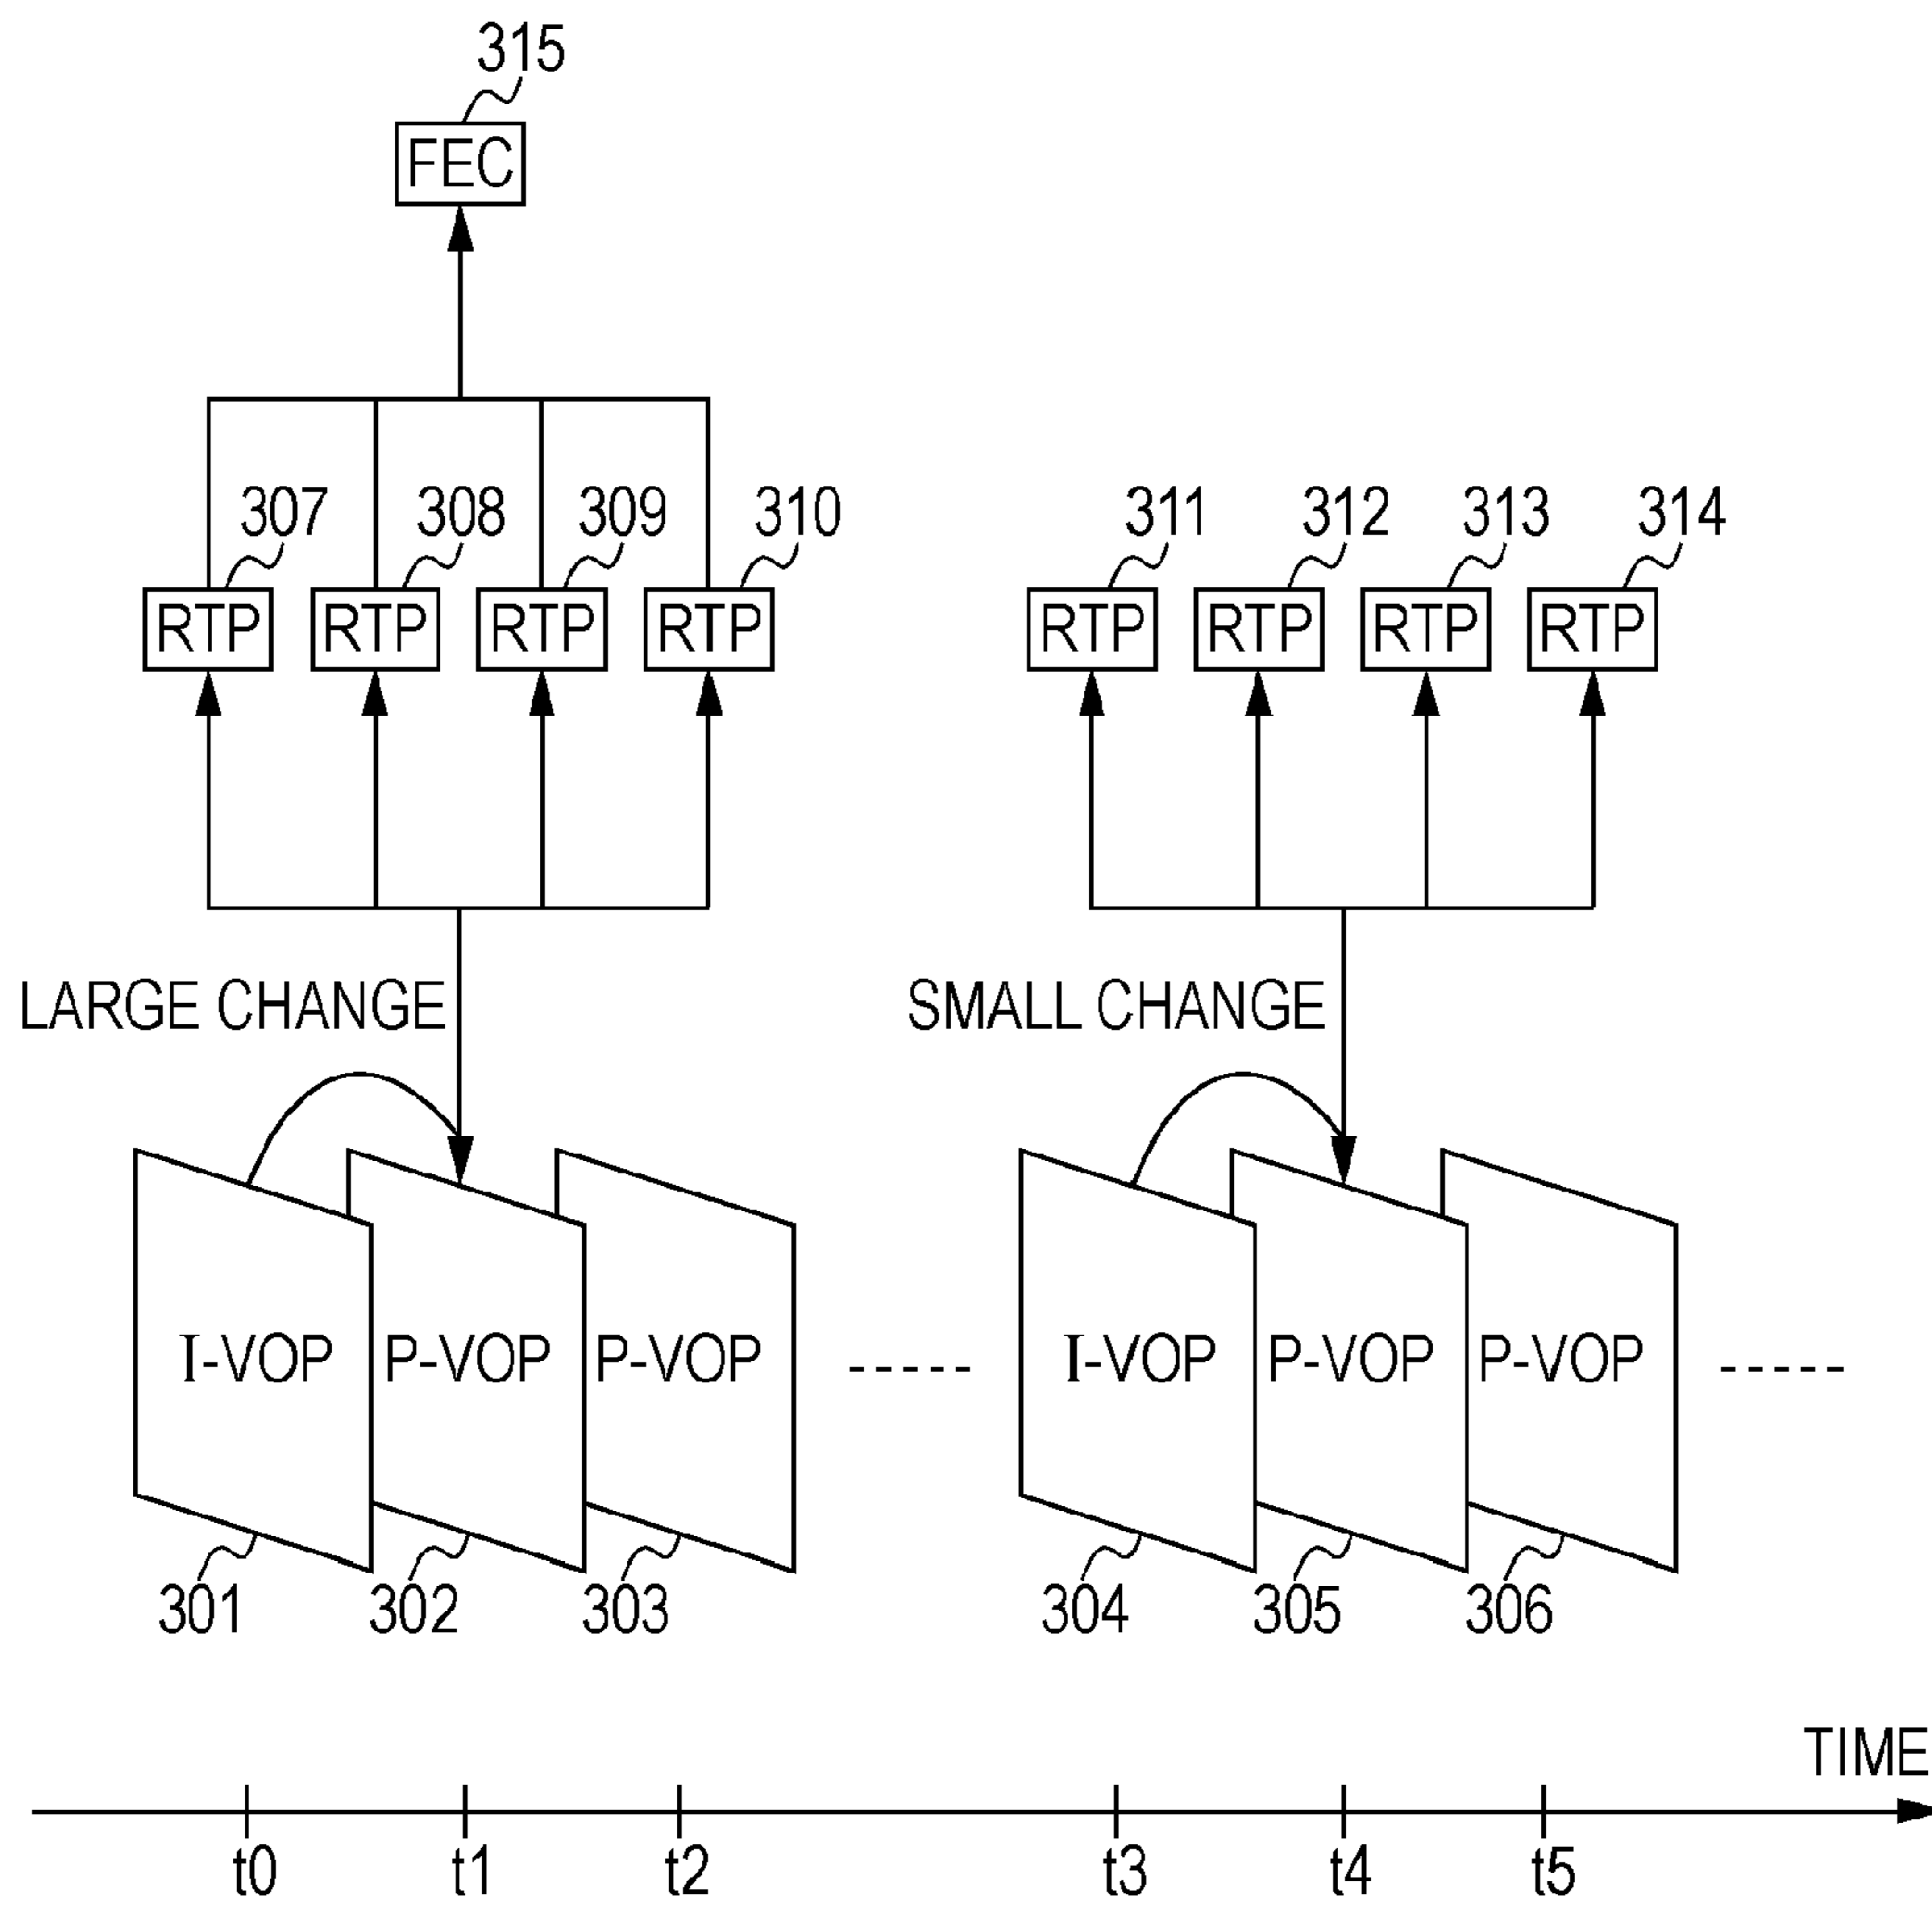 315
FEC
307 308 309 310 311 312 313 314
RTP RTP RTP RTP RTP RTP RTP RTP
LARGE CHANGE SMALL CHANGE
I-VOP P-VOP P-VOP ----- I-VOP P-VOP P-VOP -----
301 302 303 304 305 306
TIME
t0 t1 t2 t3 t4 t5